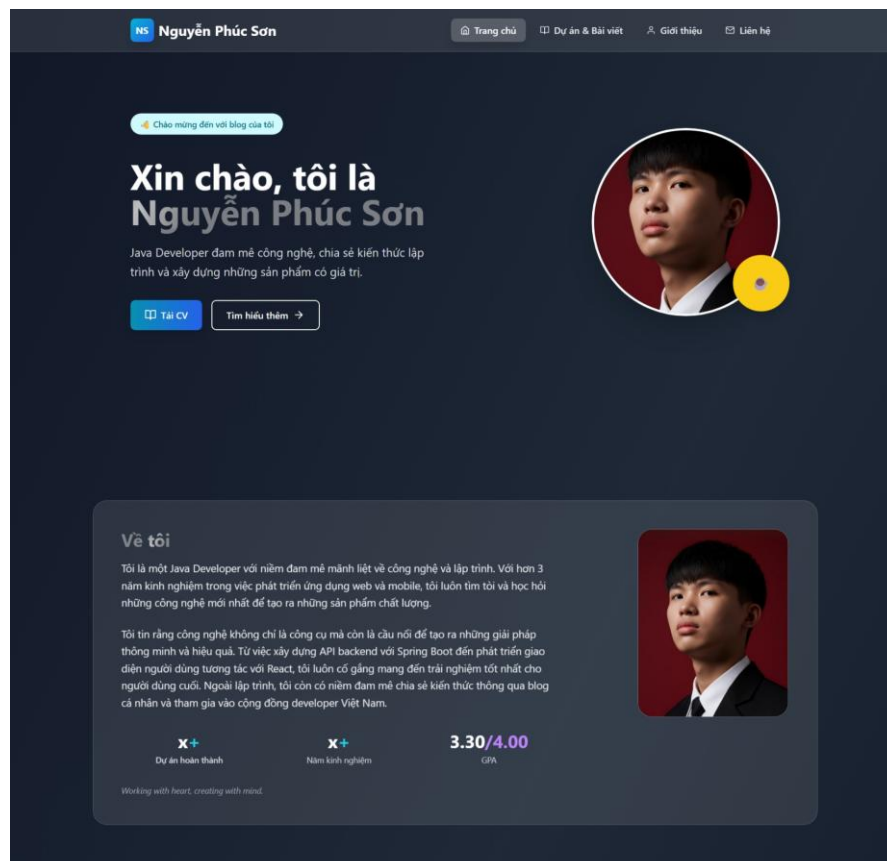 NS Nguyễn Phúc Sơn
Trang chủ
Dự án & Bài viết
Giới thiệu
Liên hệ
Chào mừng đến với blog của tôi
Xin chào, tôi là
Nguyễn Phúc Sơn
Java Developer đam mê công nghệ, chia sẻ kiến thức lập
trình và xây dựng những sản phẩm có giá trị.
Tải CV
Tìm hiểu thêm →
Về tôi
Tôi là một Java Developer với niềm đam mê mãnh liệt về công nghệ và lập trình. Với hơn 3
năm kinh nghiệm trong việc phát triển ứng dụng web và mobile, tôi luôn tìm tòi và học hỏi
những công nghệ mới nhất để tạo ra những sản phẩm chất lượng.
Tôi tin rằng công nghệ không chỉ là công cụ mà còn là cầu nối để tạo ra những giải pháp
thông minh và hiệu quả. Từ việc xây dựng API backend với Spring Boot đến phát triển giao
diện người dùng tương tác với React, tôi luôn cố gắng mang đến trải nghiệm tốt nhất cho
người dùng cuối. Ngoài lập trình, tôi còn có niềm đam mê chia sẻ kiến thức thông qua blog
cá nhân và tham gia vào cộng đồng developer Việt Nam.
x+
Dự án hoàn thành
x+
Năm kinh nghiệm
3.30/4.00
GPA
Working with heart, creating with mind.